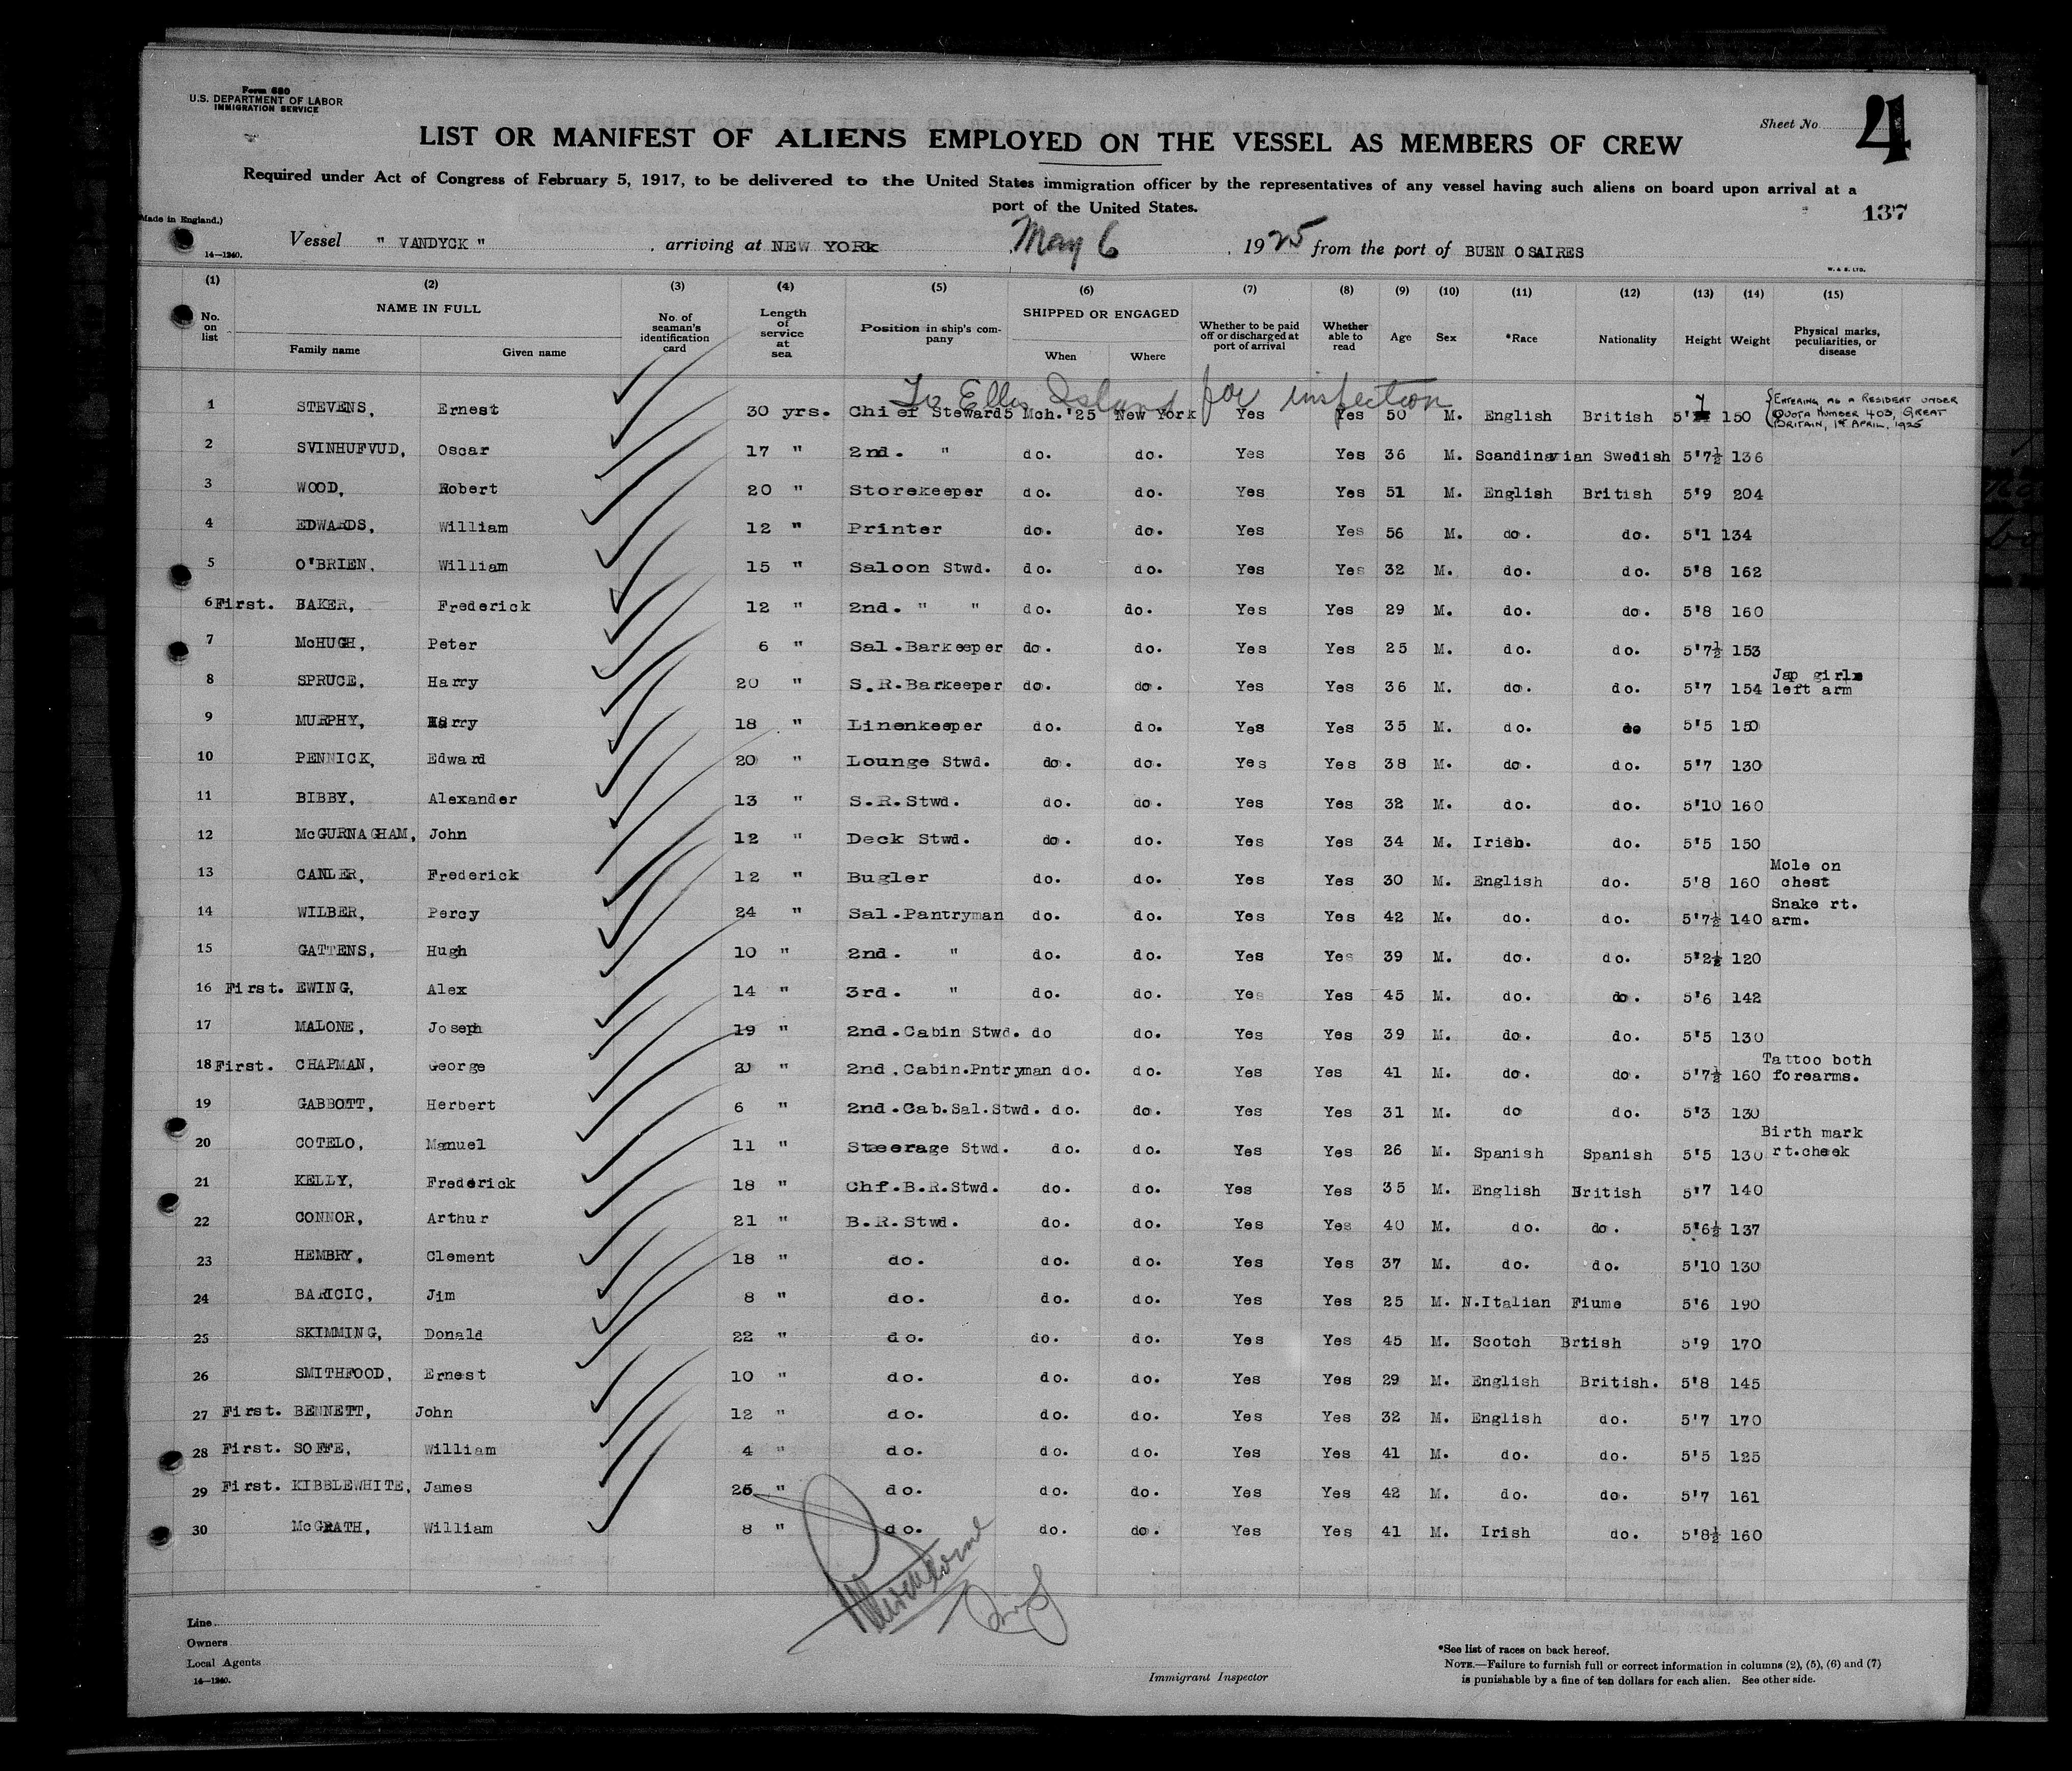 Form 680
U.S. DEPARTMENT OF LABOR
IMMIGRATION SERVICE
Sheet No. 4
LIST OR MANIFEST OF ALIENS EMPLOYED ON THE VESSEL AS MEMBERS OF CREW
Required under Act of Congress of February 5, 1917, to be delivered to the United States immigration officer by the representatives of any vessel having such aliens on board upon arrival at a
port of the United States.
137
Made in England.)
Vessel " VANDYCK " , arriving at NEW YORK , May 6 , 1925 from the port of BUEN OSAIRES
14—1240.
W. & S. LTD.
(1) (2) (3) (4) (5) (6) (7) (8) (9) (10) (11) (12) (13) (14) (15)
No. on list NAME IN FULL Family name Given name No. of seaman's identification card Length of service at sea Position in ship's company SHIPPED OR ENGAGED When Where Whether to be paid off or discharged at port of arrival Whether able to read Age Sex *Race Nationality Height Weight Physical marks, peculiarities, or disease
To Ellis Island for inspection
1 STEVENS, Ernest 30 yrs. Chief Steward 5 Mch.'25 New York Yes Yes 50 M. English British 5'7 150 {ENTERING AS A RESIDENT UNDER QUOTA NUMBER 403, GREAT BRITAIN, 1st APRIL, 1925
2 SVINHUFVUD, Oscar 17 " 2nd. " do. do. Yes Yes 36 M. Scandinavian Swedish 5'7½ 136
3 WOOD, Robert 20 " Storekeeper do. do. Yes Yes 51 M. English British 5'9 204
4 EDWARDS, William 12 " Printer do. do. Yes Yes 56 M. do. do. 5'1 134
5 O'BRIEN, William 15 " Saloon Stwd. do. do. Yes Yes 32 M. do. do. 5'8 162
6 First. BAKER, Frederick 12 " 2nd. " " do. do. Yes Yes 29 M. do. do. 5'8 160
7 McHUGH, Peter 6 " Sal.Barkeeper do. do. Yes Yes 25 M. do. do. 5'7½ 153
8 SPRUCE, Harry 20 " S.R.Barkeeper do. do. Yes Yes 36 M. do. do. 5'7 154 Jap girls left arm
9 MURPHY, Harry 18 " Linenkeeper do. do. Yes Yes 35 M. do. do 5'5 150
10 PENNICK, Edward 20 " Lounge Stwd. do. do. Yes Yes 38 M. do. do. 5'7 130
11 BIBBY, Alexander 13 " S.R.Stwd. do. do. Yes Yes 32 M. do. do. 5'10 160
12 McGURNAGHAM, John 12 " Deck Stwd. do. do. Yes Yes 34 M. Irish. do. 5'5 150
13 CANLER, Frederick 12 " Bugler do. do. Yes Yes 30 M. English do. 5'8 160 Mole on chest
14 WILBER, Percy 24 " Sal.Pantryman do. do. Yes Yes 42 M. do. do. 5'7½ 140 Snake rt. arm.
15 GATTENS, Hugh 10 " 2nd. " do. do. Yes Yes 39 M. do. do. 5'2½ 120
16 First. EWING, Alex 14 " 3rd. " do. do. Yes Yes 45 M. do. do. 5'6 142
17 MALONE, Joseph 19 " 2nd.Cabin Stwd. do do. Yes Yes 39 M. do. do. 5'5 130
18 First. CHAPMAN, George 20 " 2nd.Cabin.Pntryman do. do. Yes Yes 41 M. do. do. 5'7½ 160 Tattoo both forearms.
19 GABBOTT, Herbert 6 " 2nd.Cab.Sal.Stwd. do. do. Yes Yes 31 M. do do. 5'3 130
20 COTELO, Manuel 11 " Steerage Stwd. do. do. Yes Yes 26 M. Spanish Spanish 5'5 130 Birth mark rt.cheek
21 KELLY, Frederick 18 " Chf.B.R.Stwd. do. do. Yes Yes 35 M. English British 5'7 140
22 CONNOR, Arthur 21 " B.R.Stwd. do. do. Yes Yes 40 M. do. do. 5'6½ 137
23 HEMBRY, Clement 18 " do. do. do. Yes Yes 37 M. do. do. 5'10 130
24 BARICIC, Jim 8 " do. do. do. Yes Yes 25 M. N.Italian Fiume 5'6 190
25 SKIMMING, Donald 22 " do. do. do. Yes Yes 45 M. Scotch Brtish 5'9 170
26 SMITHFOOD, Ernest 10 " do. do. do. Yes Yes 29 M. English British. 5'8 145
27 First. BENNETT, John 12 " do. do. do. Yes Yes 32 M. English do. 5'7 170
28 First. SOFFE, William 4 " do. do. do. Yes Yes 41 M. do. do. 5'5 125
29 First. KIBBLEWHITE, James 26 " do. do. do. Yes Yes 42 M. do. do. 5'7 161
30 McGRATH, William 8 " do. do. do. Yes Yes 41 M. Irish do. 5'8½ 160
Line
Owners
Local Agents
14—1240.
Immigrant Inspector
*See list of races on back hereof.
NOTE.—Failure to furnish full or correct information in columns (2), (5), (6) and (7)
is punishable by a fine of ten dollars for each alien. See other side.